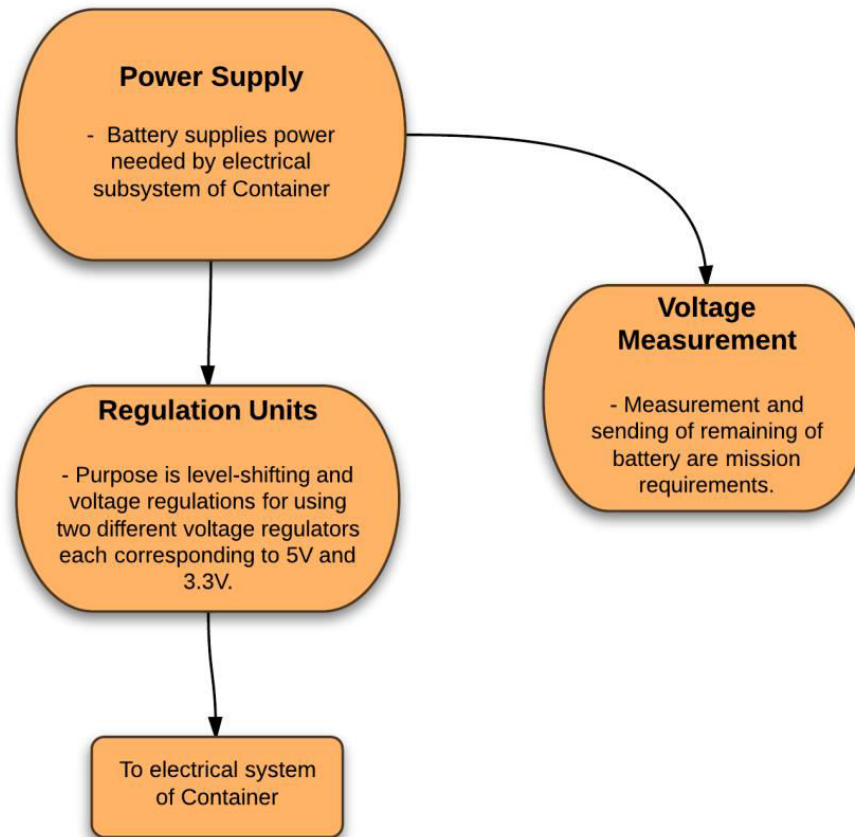 Power Supply
- Battery supplies power
needed by electrical
subsystem of Container
Voltage
Measurement
- Measurement and
sending of remaining of
battery are mission
requirements.
Regulation Units
- Purpose is level-shifting and
voltage regulations for using
two different voltage regulators
each corresponding to 5V and
3.3V.
To electrical system
of Container